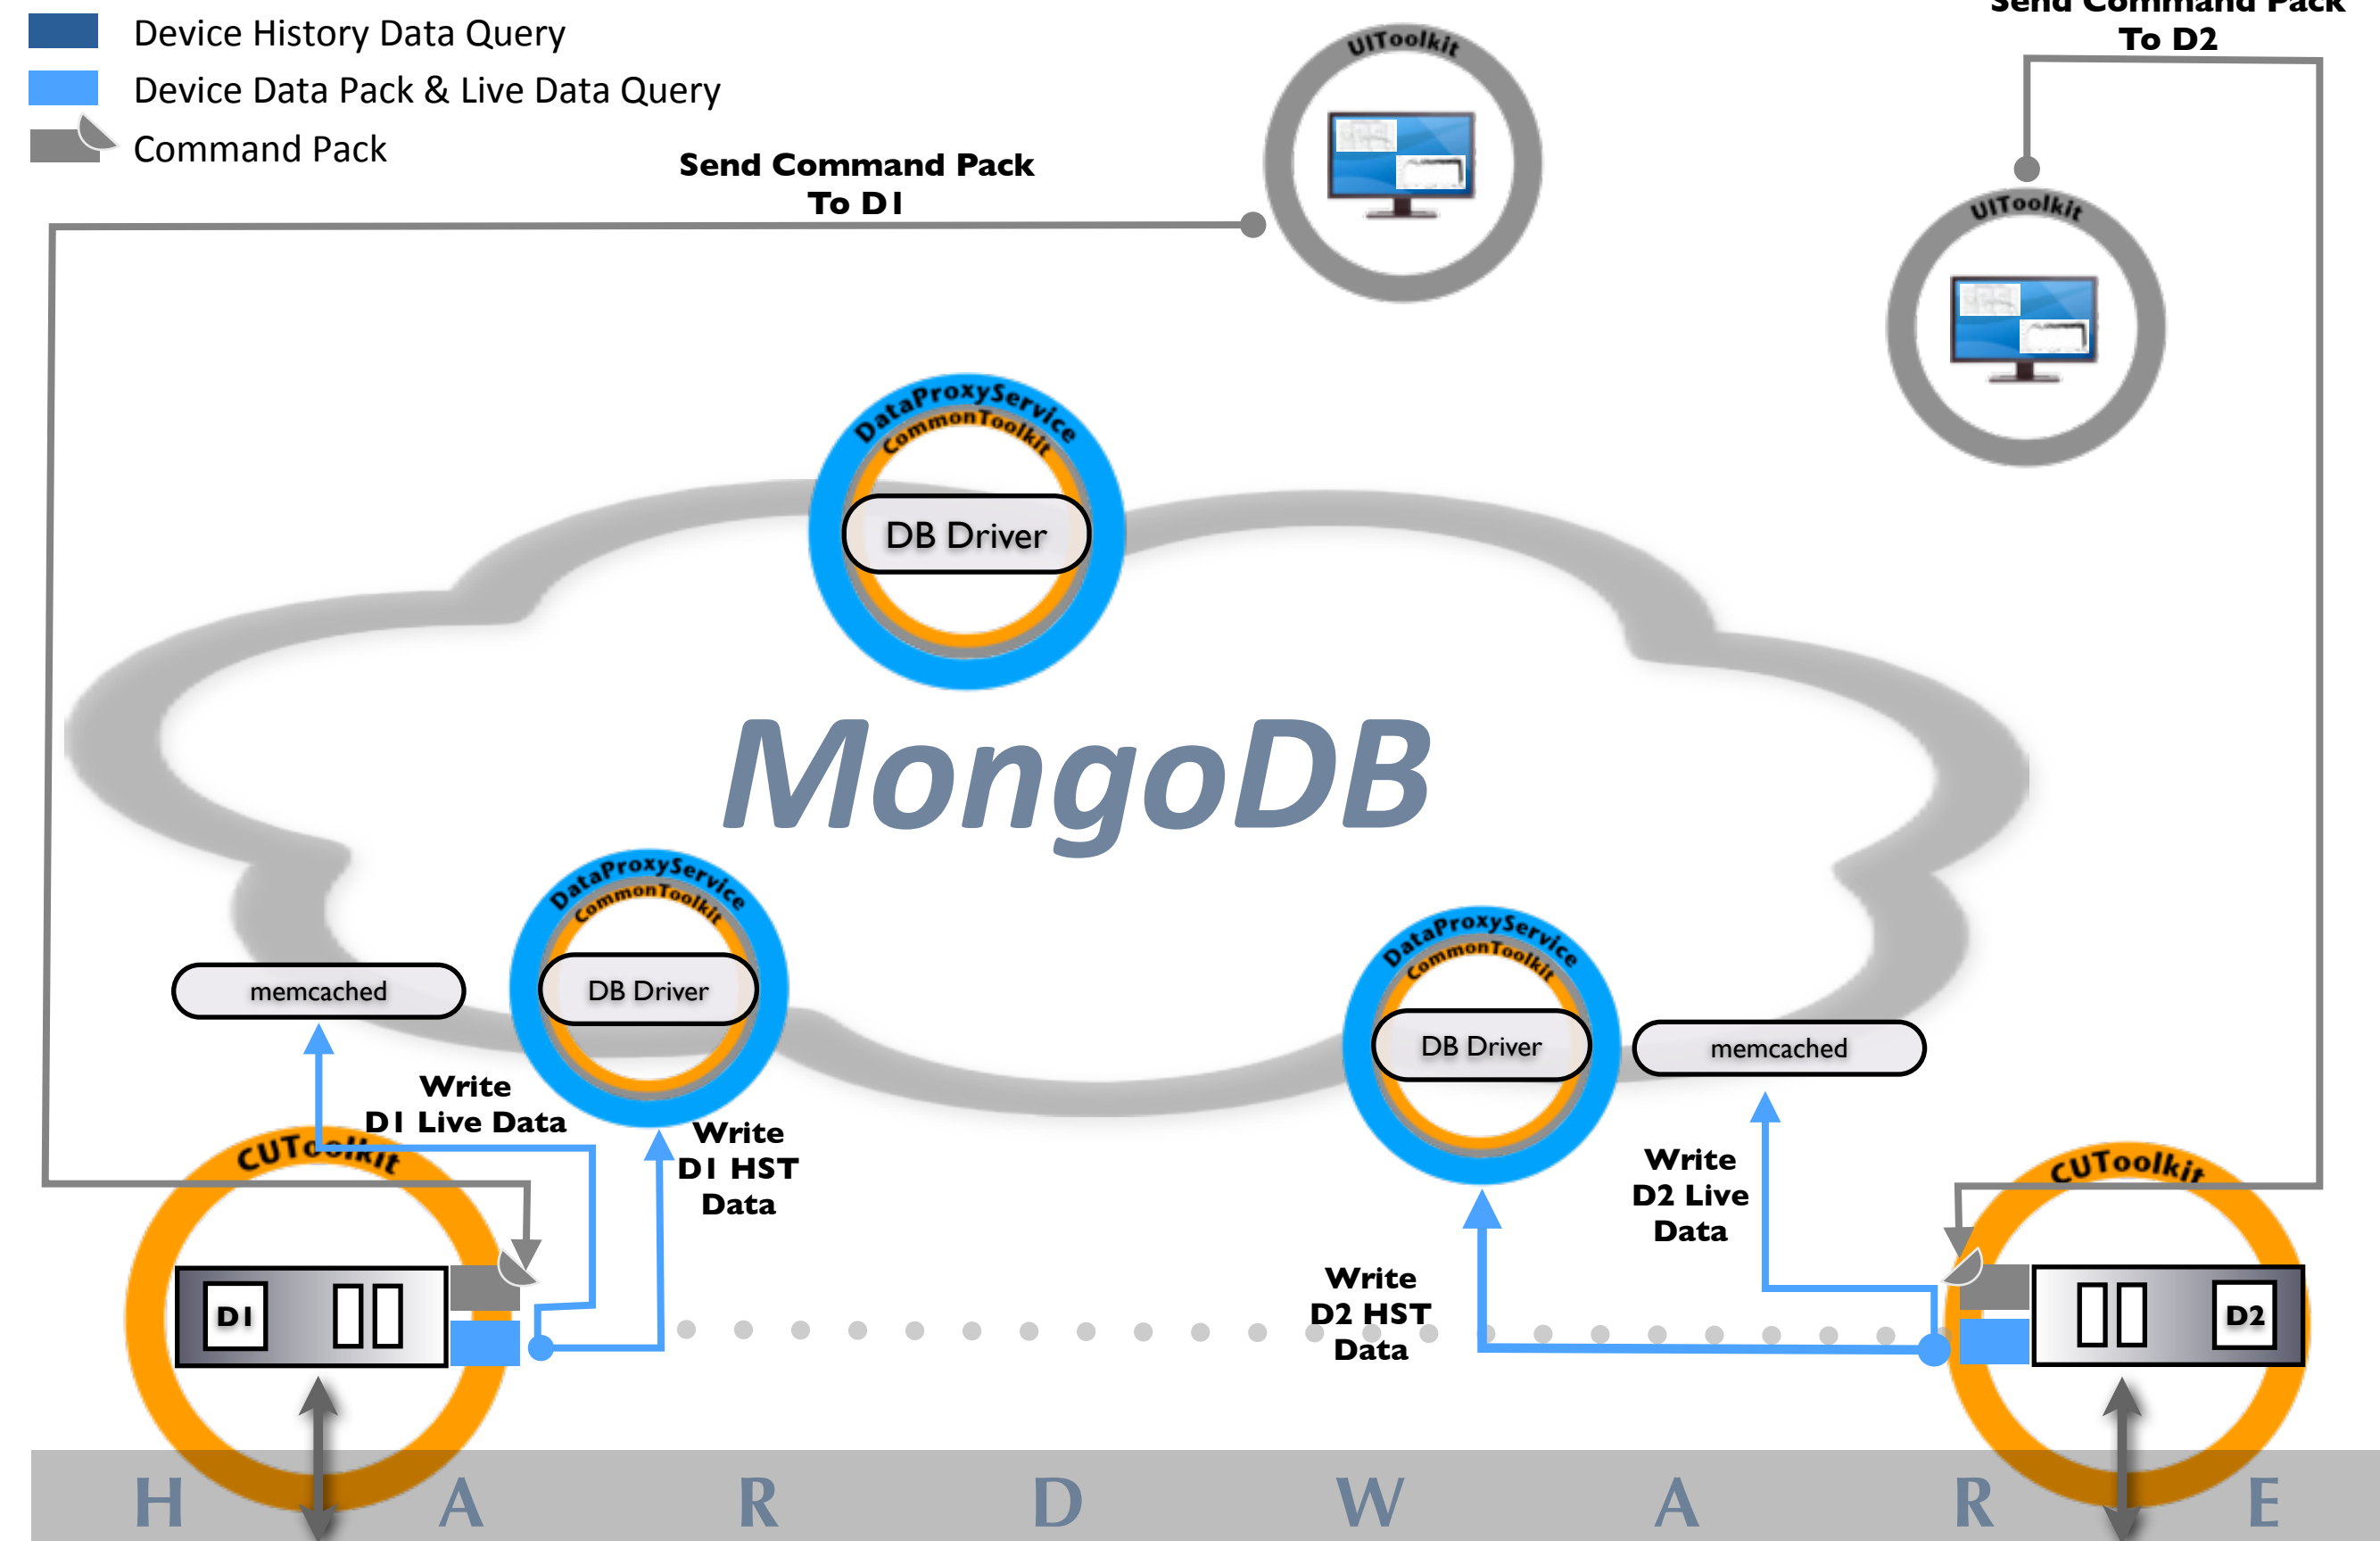 Send Command Pack
To D2
Device History Data Query
Device Data Pack & Live Data Query
Command Pack
Send Command Pack
To D1
UIToolkit
UIToolkit
DataProxyService
CommonToolkit
DB Driver
MongoDB
DataProxyService
CommonToolkit
DB Driver
DataProxyService
CommonToolkit
DB Driver
memcached
memcached
Write
D1 Live Data
Write
D1 HST
Data
Write
D2 Live
Data
Write
D2 HST
Data
CUToolkit
CUToolkit
D1
D2
H A R D W A R E